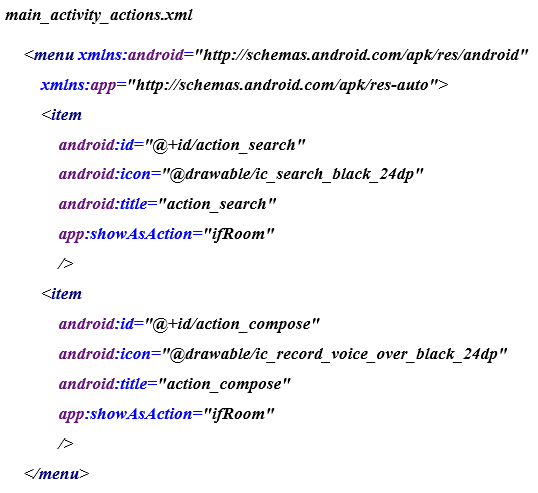 main_activity_actions.xml
<menu xmlns:android="http://schemas.android.com/apk/res/android"
xmlns:app="http://schemas.android.com/apk/res-auto">
<item
android:id="@+id/action_search"
android:icon="@drawable/ic_search_black_24dp"
android:title="action_search"
app:showAsAction="ifRoom"
/>
<item
android:id="@+id/action_compose"
android:icon="@drawable/ic_record_voice_over_black_24dp"
android:title="action_compose"
app:showAsAction="ifRoom"
/>
</menu>